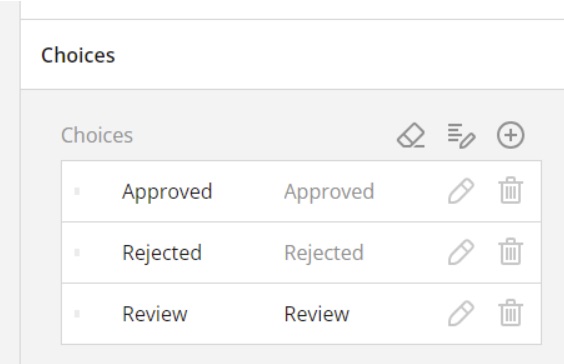 Choices
Choices
Approved Approved
Rejected Rejected
Review Review